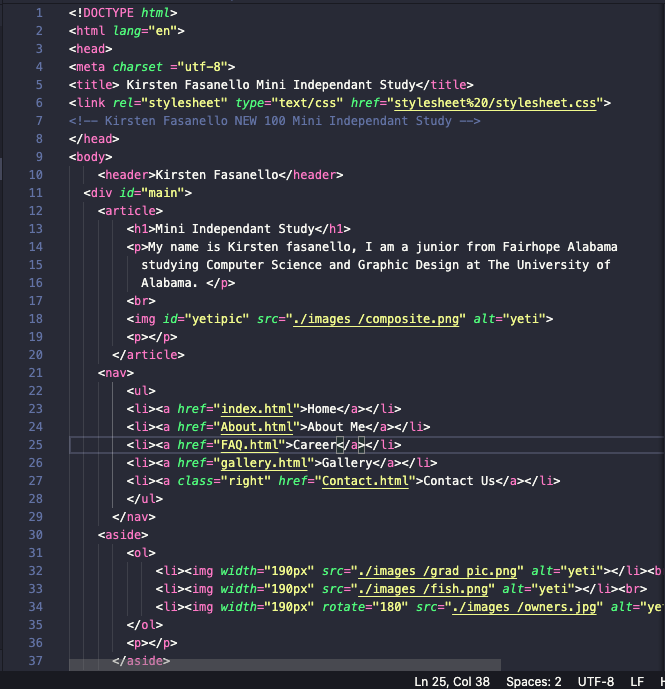 1 <!DOCTYPE html>
2 <html lang="en">
3 <head>
4 <meta charset ="utf-8">
5 <title> Kirsten Fasanello Mini Independant Study</title>
6 <link rel="stylesheet" type="text/css" href="stylesheet%20/stylesheet.css">
7 <!-- Kirsten Fasanello NEW 100 Mini Independant Study -->
8 </head>
9 <body>
10 <header>Kirsten Fasanello</header>
11 <div id="main">
12 <article>
13 <h1>Mini Independant Study</h1>
14 <p>My name is Kirsten fasanello, I am a junior from Fairhope Alabama
15 studying Computer Science and Graphic Design at The University of
16 Alabama. </p>
17 <br>
18 <img id="yetipic" src="./images /composite.png" alt="yeti">
19 <p></p>
20 </article>
21 <nav>
22 <ul>
23 <li><a href="index.html">Home</a></li>
24 <li><a href="About.html">About Me</a></li>
25 <li><a href="FAQ.html">Career</a></li>
26 <li><a href="gallery.html">Gallery</a></li>
27 <li><a class="right" href="Contact.html">Contact Us</a></li>
28 </ul>
29 </nav>
30 <aside>
31 <ol>
32 <li><img width="190px" src="./images /grad pic.png" alt="yeti"></li><b
33 <li><img width="190px" src="./images /fish.png" alt="yeti"></li><br>
34 <li><img width="190px" rotate="180" src="./images /owners.jpg" alt="ye
35 </ol>
36 <p></p>
37 </aside>
Ln 25, Col 38 Spaces: 2 UTF-8 LF